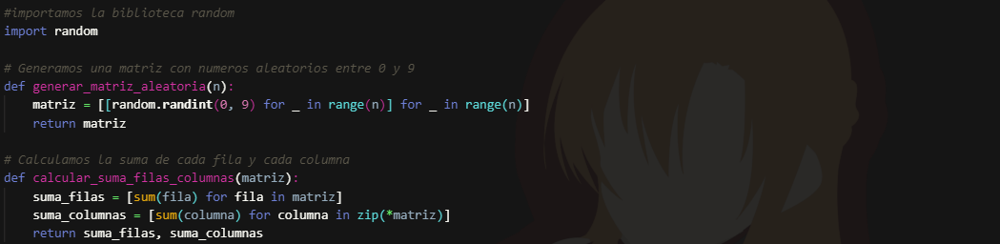 #importamos la biblioteca random
import random
# Generamos una matriz con numeros aleatorios entre 0 y 9
def generar_matriz_aleatoria(n):
    matriz = [[random.randint(0, 9) for _ in range(n)] for _ in range(n)]
    return matriz
# Calculamos la suma de cada fila y cada columna
def calcular_suma_filas_columnas(matriz):
    suma_filas = [sum(fila) for fila in matriz]
    suma_columnas = [sum(columna) for columna in zip(*matriz)]
    return suma_filas, suma_columnas